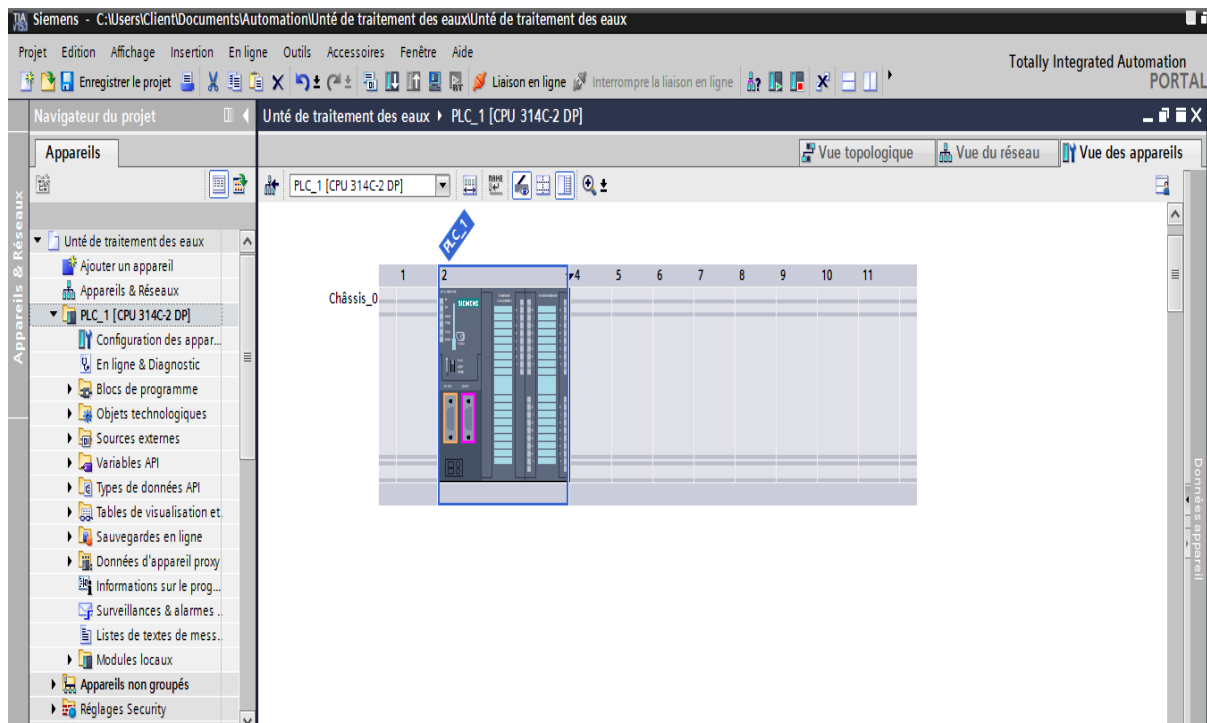 Siemens - C:\Users\Client\Documents\Automation\Unté de traitement des eaux\Unté de traitement des eaux
Projet Edition Affichage Insertion En ligne Outils Accessoires Fenêtre Aide
Totally Integrated Automation
PORTAL
Enregistrer le projet Liaison en ligne Interrompre la liaison en ligne
Navigateur du projet
Unté de traitement des eaux ▸ PLC_1 [CPU 314C-2 DP]
Appareils
Vue topologique Vue du réseau Vue des appareils
PLC_1 [CPU 314C-2 DP]
Appareils & Réseaux
Unté de traitement des eaux
Ajouter un appareil
Appareils & Réseaux
PLC_1 [CPU 314C-2 DP]
Configuration des appar...
En ligne & Diagnostic
Blocs de programme
Objets technologiques
Sources externes
Variables API
Types de données API
Tables de visualisation et
Sauvegardes en ligne
Données d'appareil proxy
Informations sur le prog...
Surveillances & alarmes ..
Listes de textes de mess..
Modules locaux
Appareils non groupés
Réglages Security
PLC_1
1 2 4 5 6 7 8 9 10 11
Châssis_0
SIEMENS
Données appareil